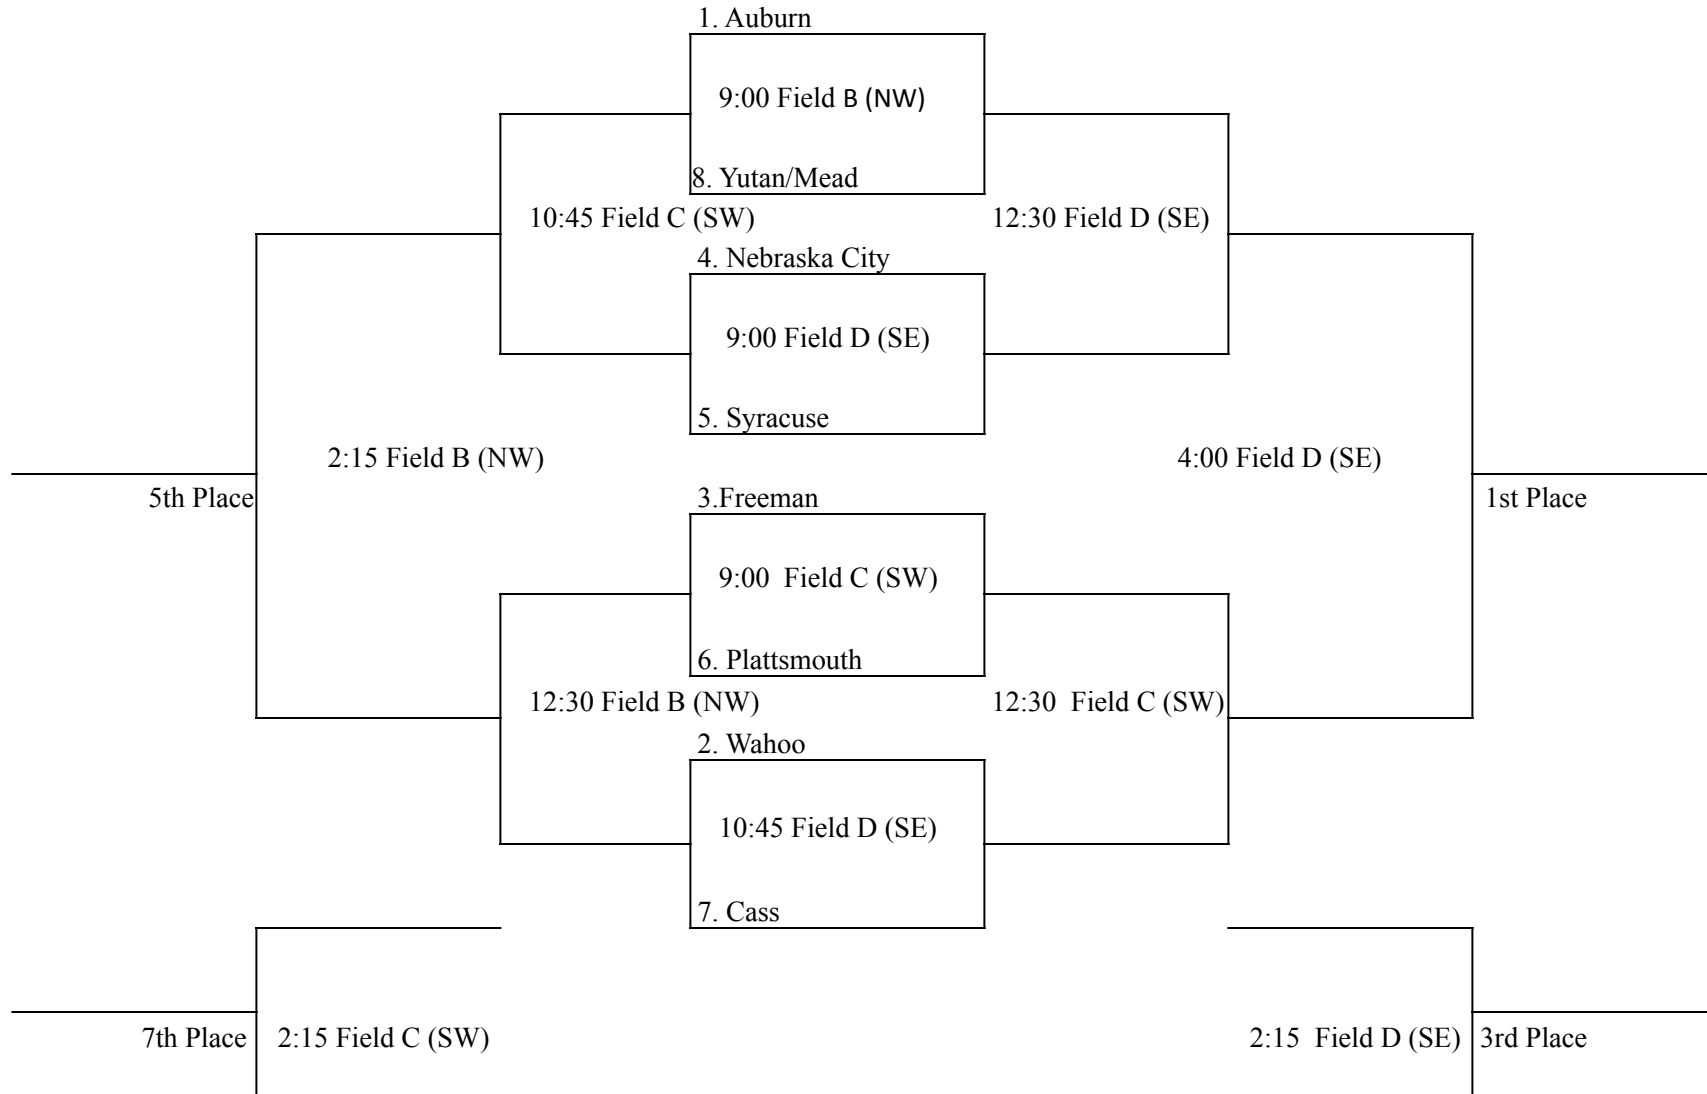 1. Auburn
9:00 Field B (NW)
8. Yutan/Mead
10:45 Field C (SW)
12:30 Field D (SE)
4. Nebraska City
9:00 Field D (SE)
5. Syracuse
2:15 Field B (NW)
4:00 Field D (SE)
5th Place
3.Freeman
1st Place
9:00  Field C (SW)
6. Plattsmouth
12:30 Field B (NW)
12:30  Field C (SW)
2. Wahoo
10:45 Field D (SE)
7. Cass
7th Place
2:15 Field C (SW)
2:15  Field D (SE)
3rd Place